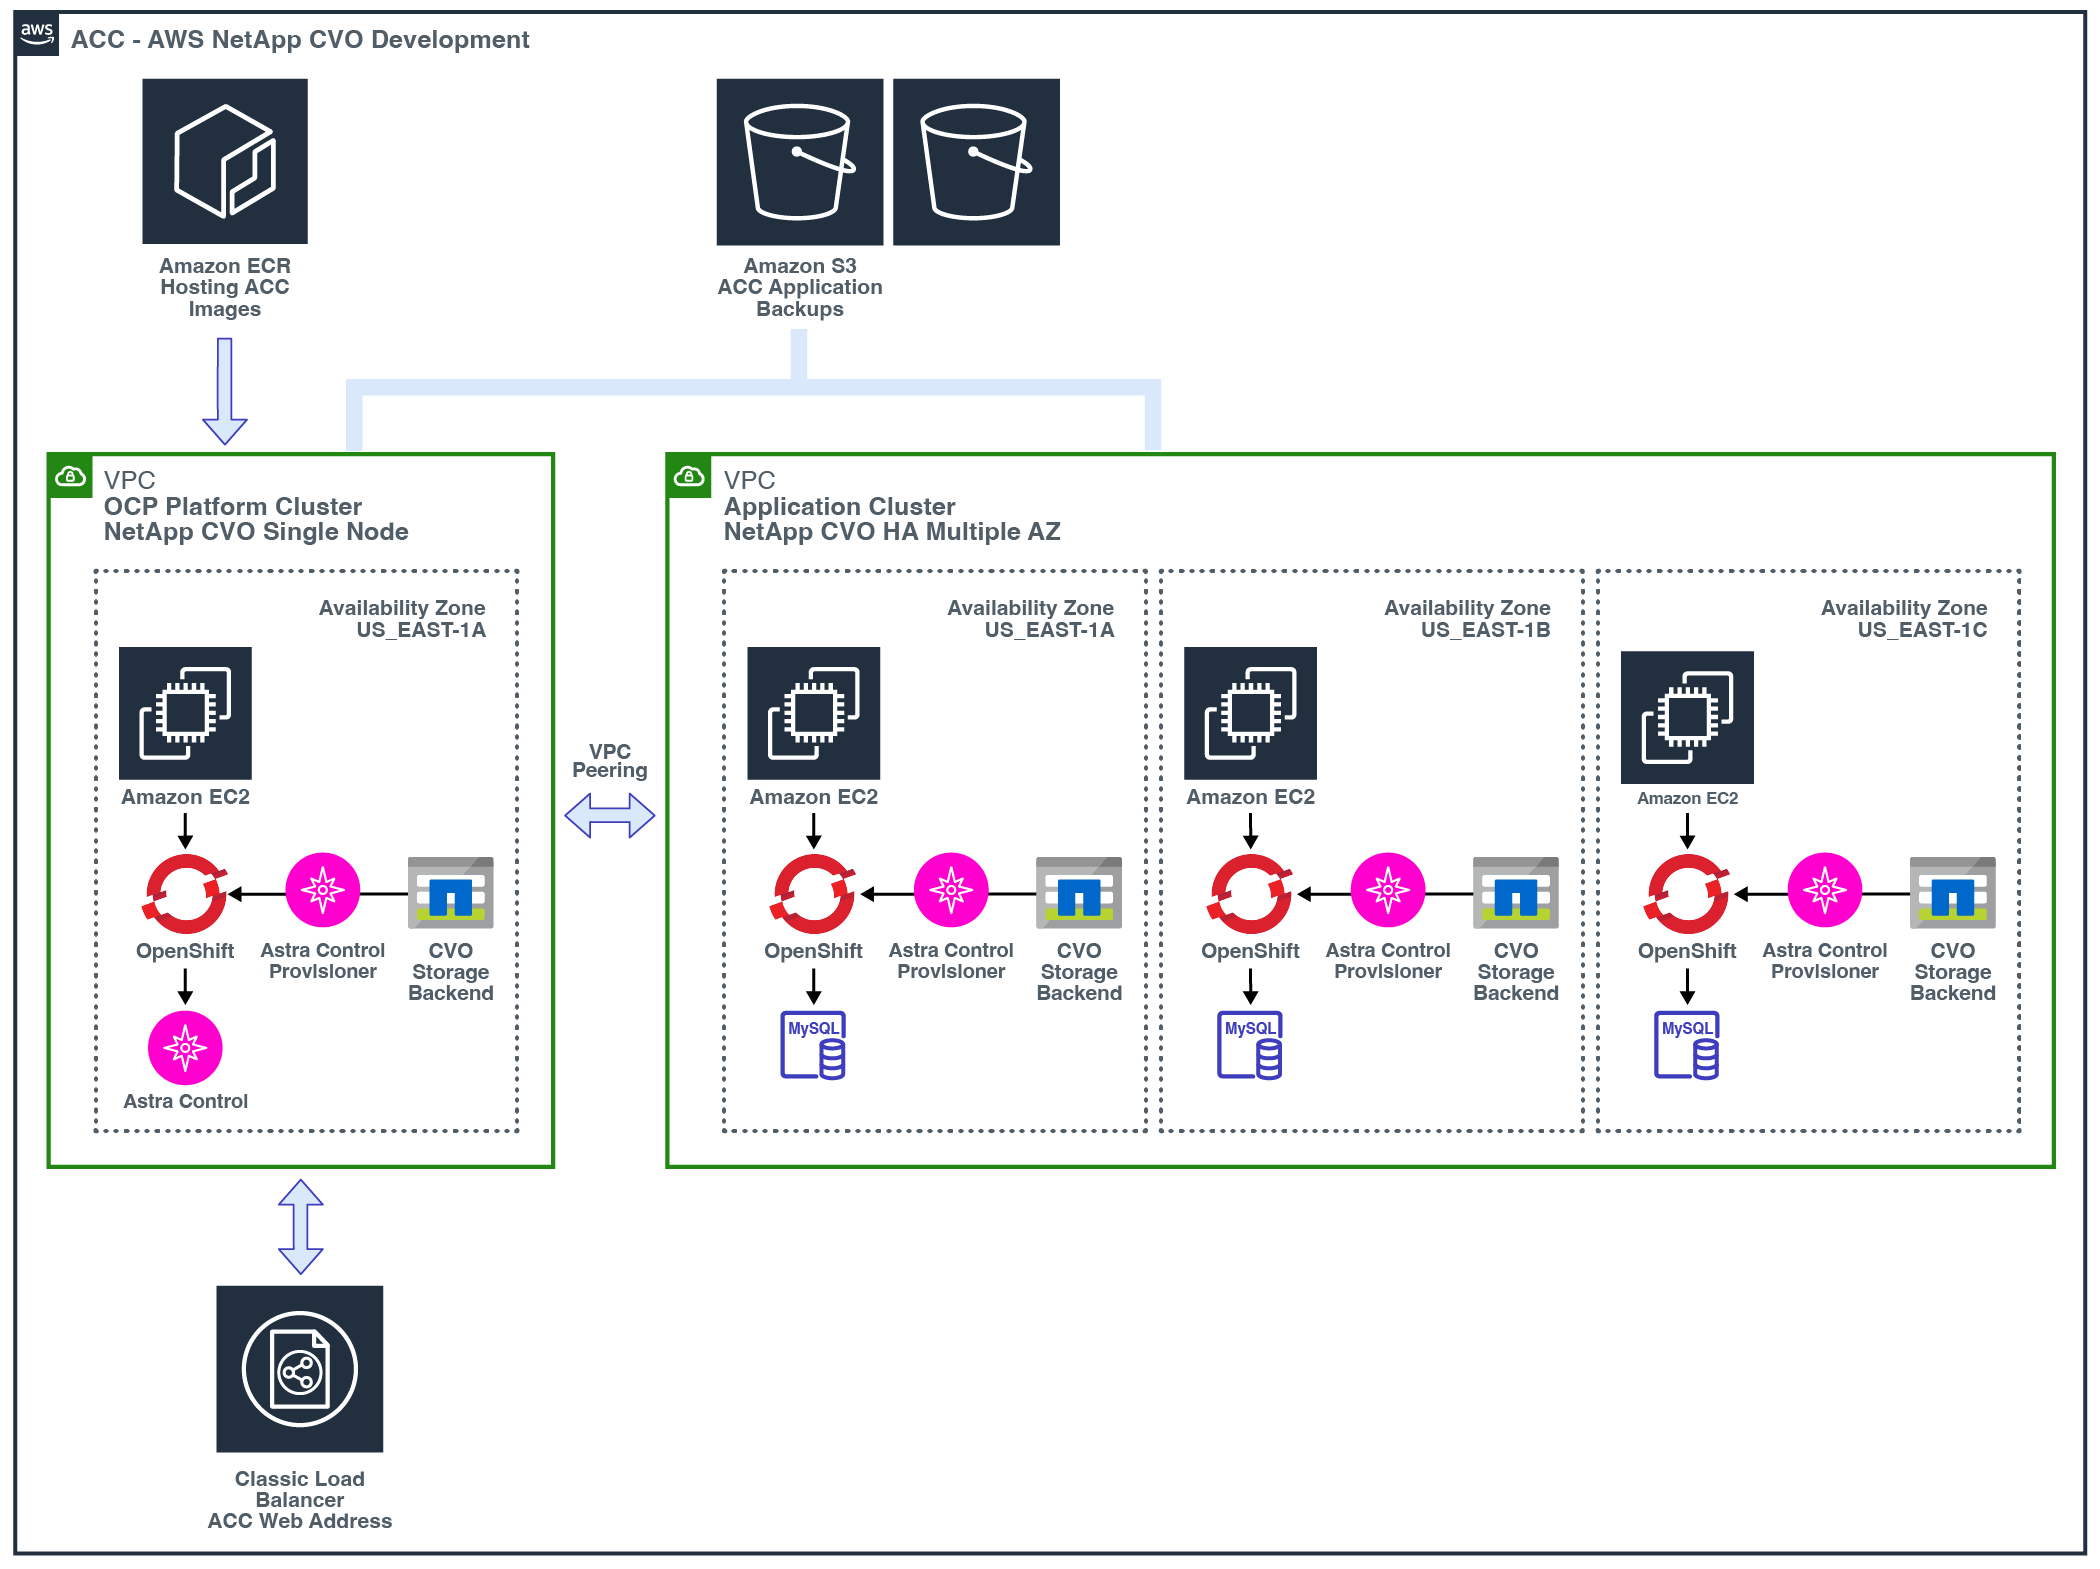 aws
ACC - AWS NetApp CVO Development
Amazon ECR
Hosting ACC
Images
Amazon S3
ACC Application
Backups
VPC
OCP Platform Cluster
NetApp CVO Single Node
Availability Zone
US_EAST-1A
Amazon EC2
OpenShift
Astra Control
Provisioner
CVO
Storage
Backend
Astra Control
VPC
Peering
VPC
Application Cluster
NetApp CVO HA Multiple AZ
Availability Zone
US_EAST-1A
Amazon EC2
OpenShift
Astra Control
Provisioner
CVO
Storage
Backend
MySQL
Availability Zone
US_EAST-1B
Amazon EC2
OpenShift
Astra Control
Provisioner
CVO
Storage
Backend
MySQL
Availability Zone
US_EAST-1C
Amazon EC2
OpenShift
Astra Control
Provisioner
CVO
Storage
Backend
MySQL
Classic Load
Balancer
ACC Web Address